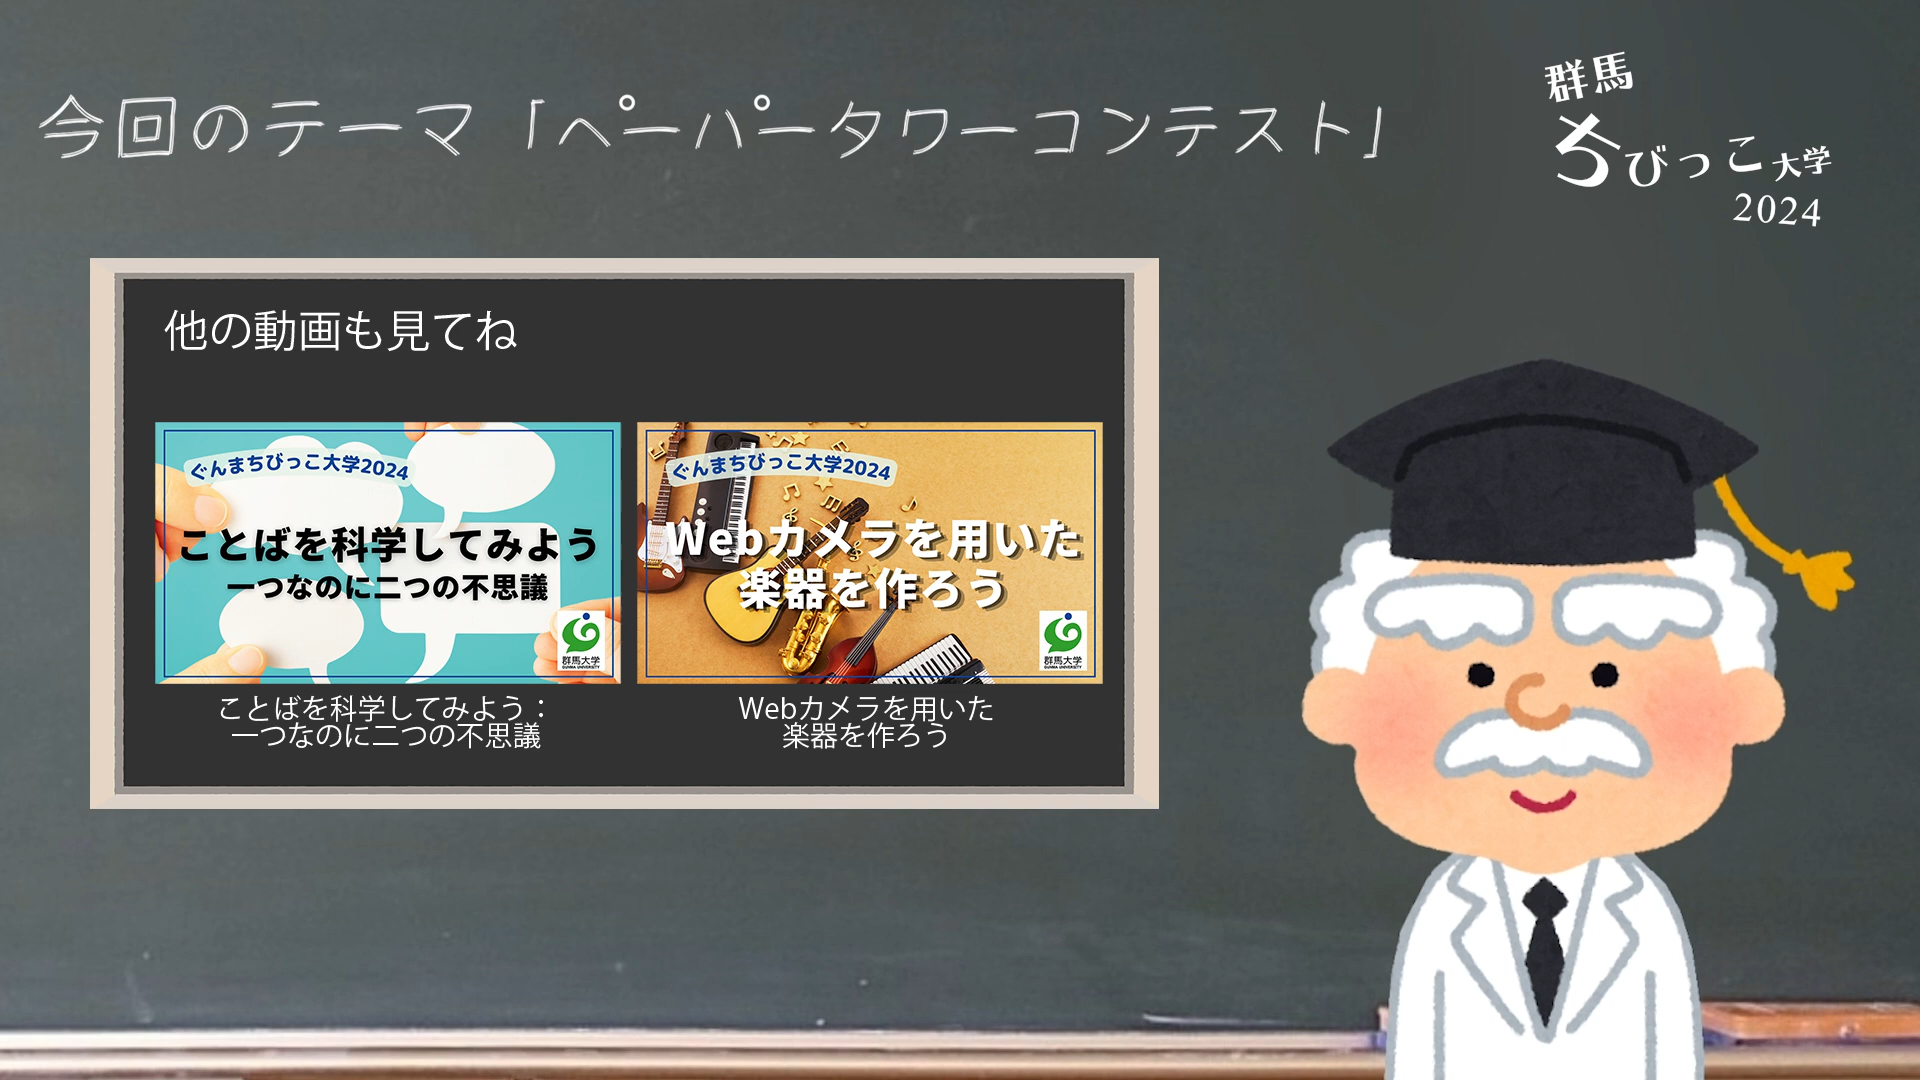 今回のテーマ「ペーパータワーコンテスト」
群馬
ちびっこ大学
2024
他の動画も見てね
ぐんまちびっこ大学2024
ことばを科学してみよう
一つなのに二つの不思議
群馬大学
GUNMA UNIVERSITY
ことばを科学してみよう：
一つなのに二つの不思議
ぐんまちびっこ大学2024
Webカメラを用いた
楽器を作ろう
群馬大学
GUNMA UNIVERSITY
Webカメラを用いた
楽器を作ろう